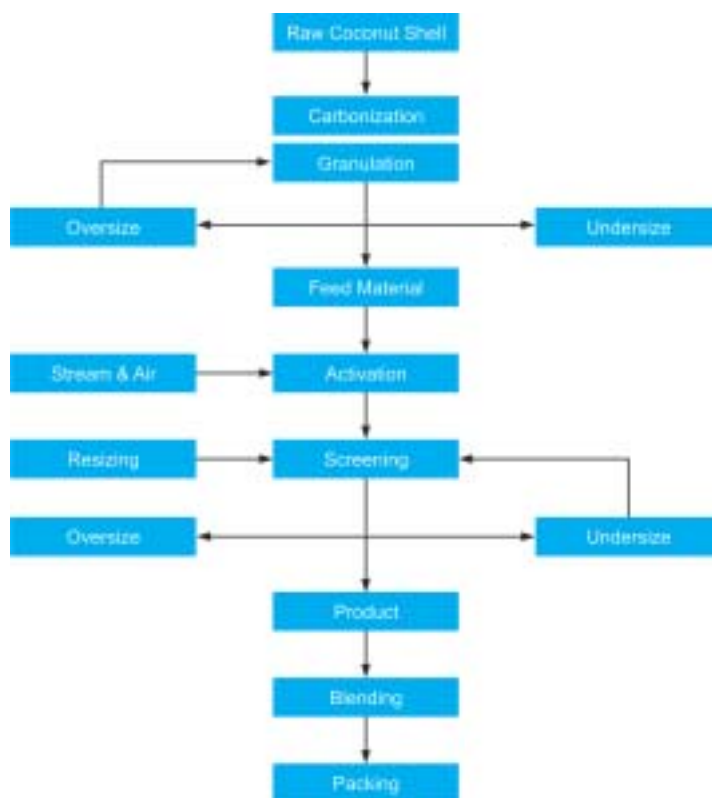 Raw Coconut Shell
Carbonization
Granulation
Oversize
Undersize
Feed Material
Stream & Air
Activation
Resizing
Screening
Oversize
Undersize
Product
Blending
Packing